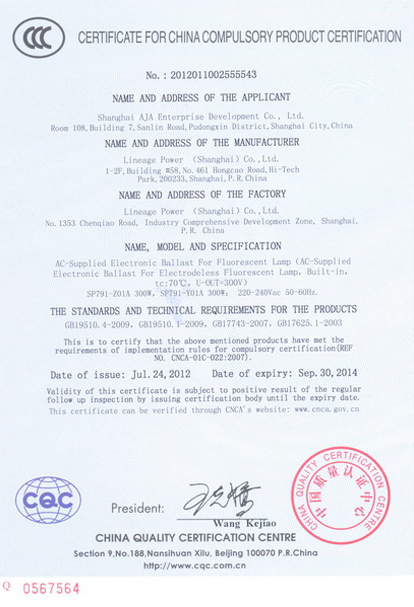 CCC
CERTIFICATE FOR CHINA COMPULSORY PRODUCT CERTIFICATION
No.: 2012011002555543
NAME AND ADDRESS OF THE APPLICANT
Shanghai AJA Enterprise Development Co., Ltd.
Room 108,Building 7,Sanlin Road,Pudongxin District,Shanghai City,China
NAME AND ADDRESS OF THE MANUFACTURER
Lineage Power (Shanghai) Co.,Ltd.
1-2F,Building №58,No.461 Hongcao Road,Hi-Tech
Park,200233,Shanghai,P.R.China
NAME AND ADDRESS OF THE FACTORY
Lineage Power (Shanghai) Co.,Ltd.
No.1353 Chenqiao Road, Industry Comprehensive Development Zone, Shanghai,
P.R. China
NAME, MODEL AND SPECIFICATION
AC-Supplied Electronic Ballast For Fluorescent Lamp (AC-Supplied
Electronic Ballast For Electrodeless Fluorescent Lamp, Built-in,
tc:70℃, U-OUT=300V)
SP791-Z01A 300W, SP791-Y01A 300W; 220-240Vac 50-60Hz.
THE STANDARDS AND TECHNICAL REQUIREMENTS FOR THE PRODUCTS
GB19510.4-2009, GB19510.1-2009, GB17743-2007, GB17625.1-2003
This is to certify that the above mentioned products have met the
requirements of implementation rules for compulsory certification(REF
NO. CNCA-01C-022:2007).
Date of issue: Jul.24,2012 Date of expiry: Sep.30,2014
Validity of this certificate is subject to positive result of the regular
follow up inspection by issuing certification body until the expiry date.
This certificate can be verified through CNCA's website: www.cnca.gov.cn
CHINA QUALITY CERTIFICATION CENTRE
中国质量认证中心
CQC
President: 王克娇
Wang Kejiao
CHINA QUALITY CERTIFICATION CENTRE
Section 9,No.188,Nansihuan Xilu, Beijing 100070 P.R.China
http://www.cqc.com.cn
Q 0567564